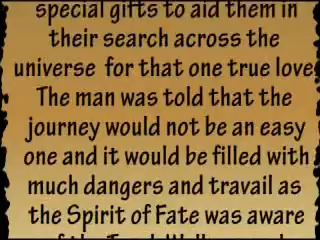 special gifts to aid them in
their search across the
universe for that one true love
The man was told that the
journey would not be an easy
one and it would be filled with
much dangers and travail as
the Spirit of Fate was aware
of the